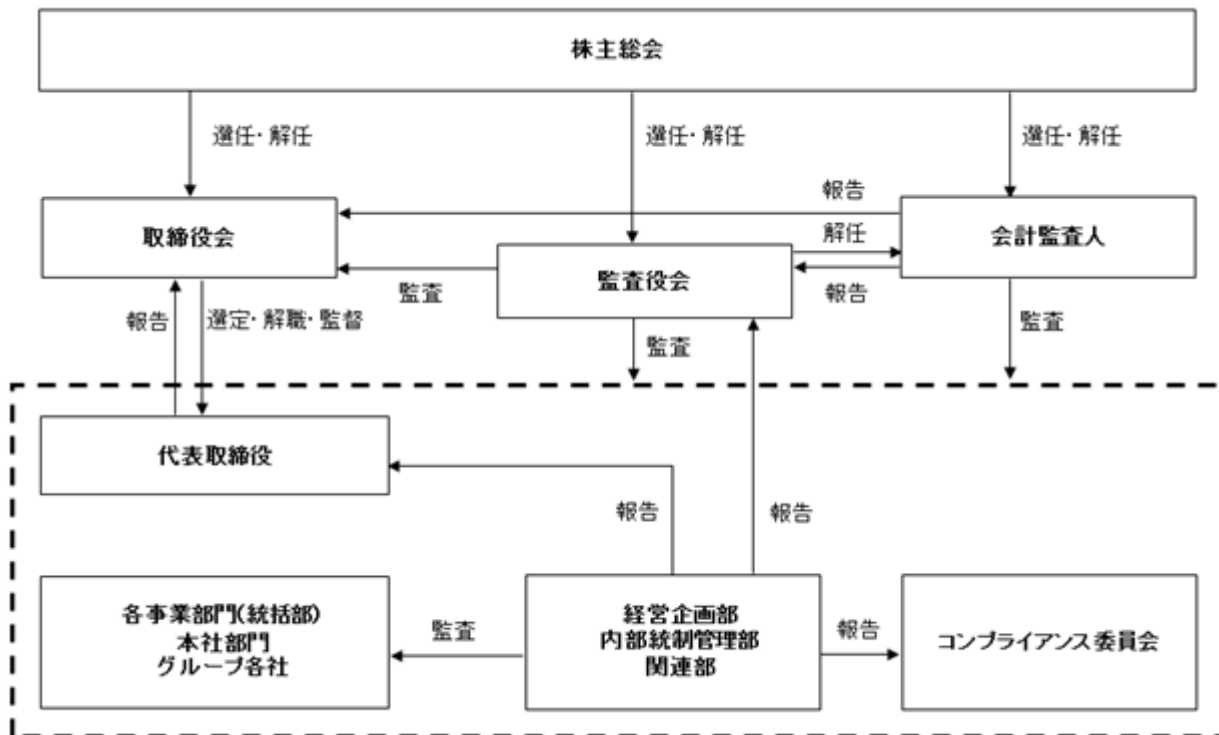 株主総会
選任・解任
選任・解任
選任・解任
報告
取締役会
解任
会計監査人
監査
監査役会
報告
報告
選定・解職・監督
監査
監査
代表取締役
報告
報告
各事業部門(統括部)
本社部門
グループ各社
監査
経営企画部
内部統制管理部
関連部
報告
コンプライアンス委員会